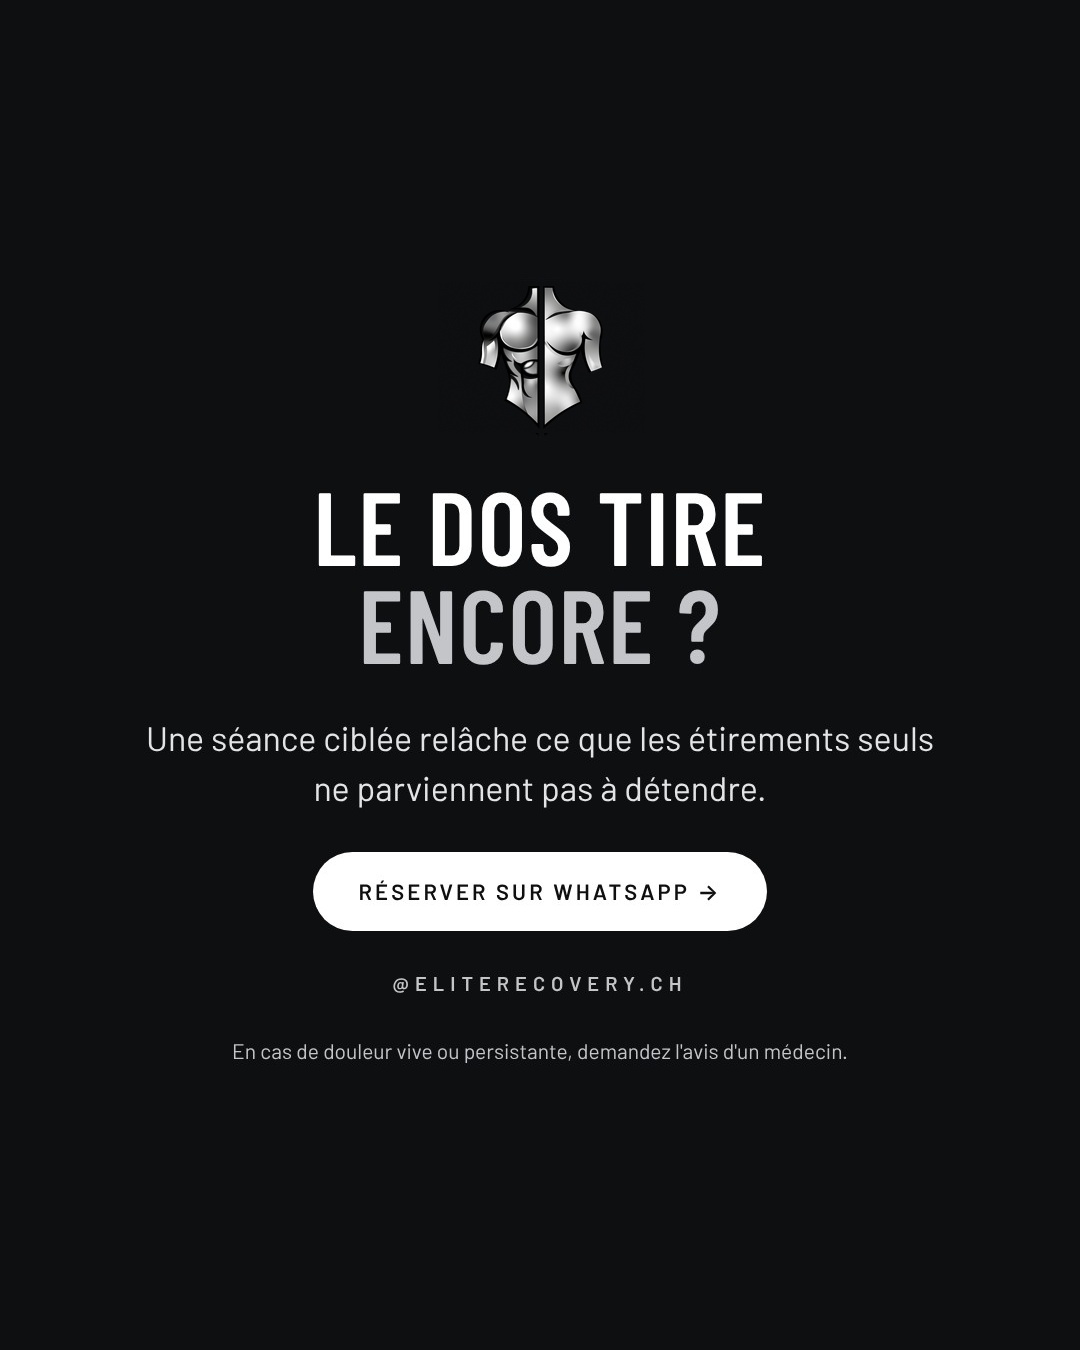 LE DOS TIRE
ENCORE ?
Une séance ciblée relâche ce que les étirements seuls
ne parviennent pas à détendre.
RÉSERVER SUR WHATSAPP →
@ELITERECOVERY.CH
En cas de douleur vive ou persistante, demandez l'avis d'un médecin.